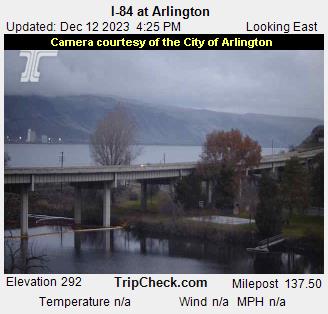 I-84 at Arlington
Updated: Dec 12 2023 4:25 PM Looking East
Camera courtesy of the City of Arlington
Elevation 292 TripCheck.com Milepost 137.50
Temperature n/a Wind n/a MPH n/a